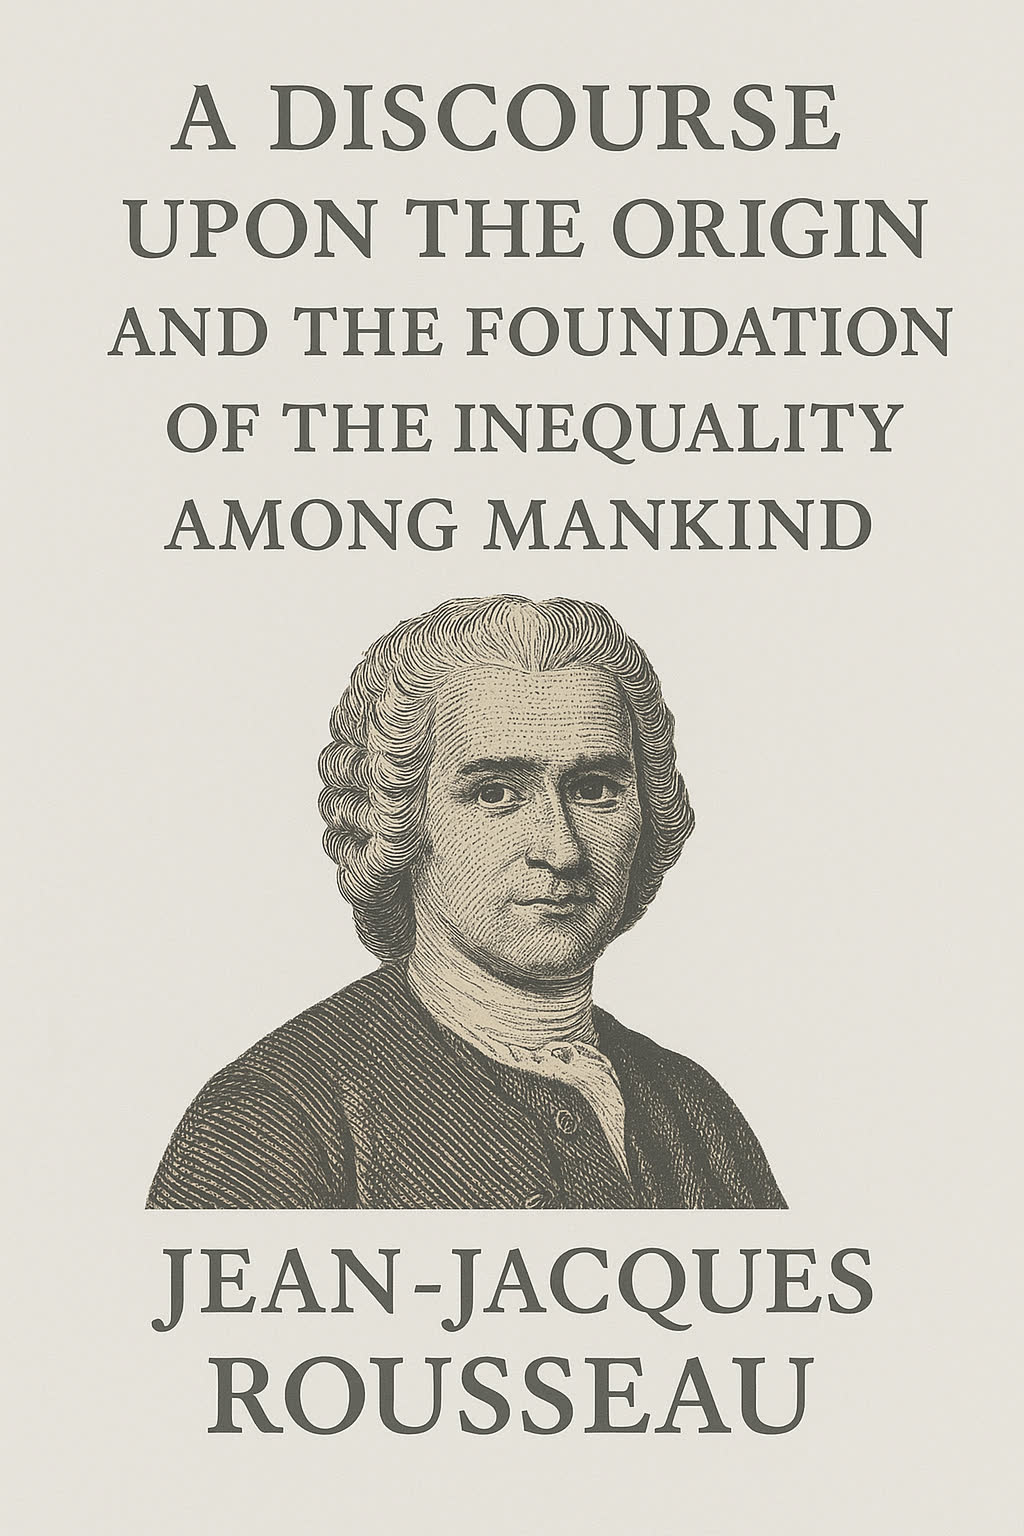 A DISCOURSE
UPON THE ORIGIN
AND THE FOUNDATION
OF THE INEQUALITY
AMONG MANKIND
JEAN-JACQUES
ROUSSEAU